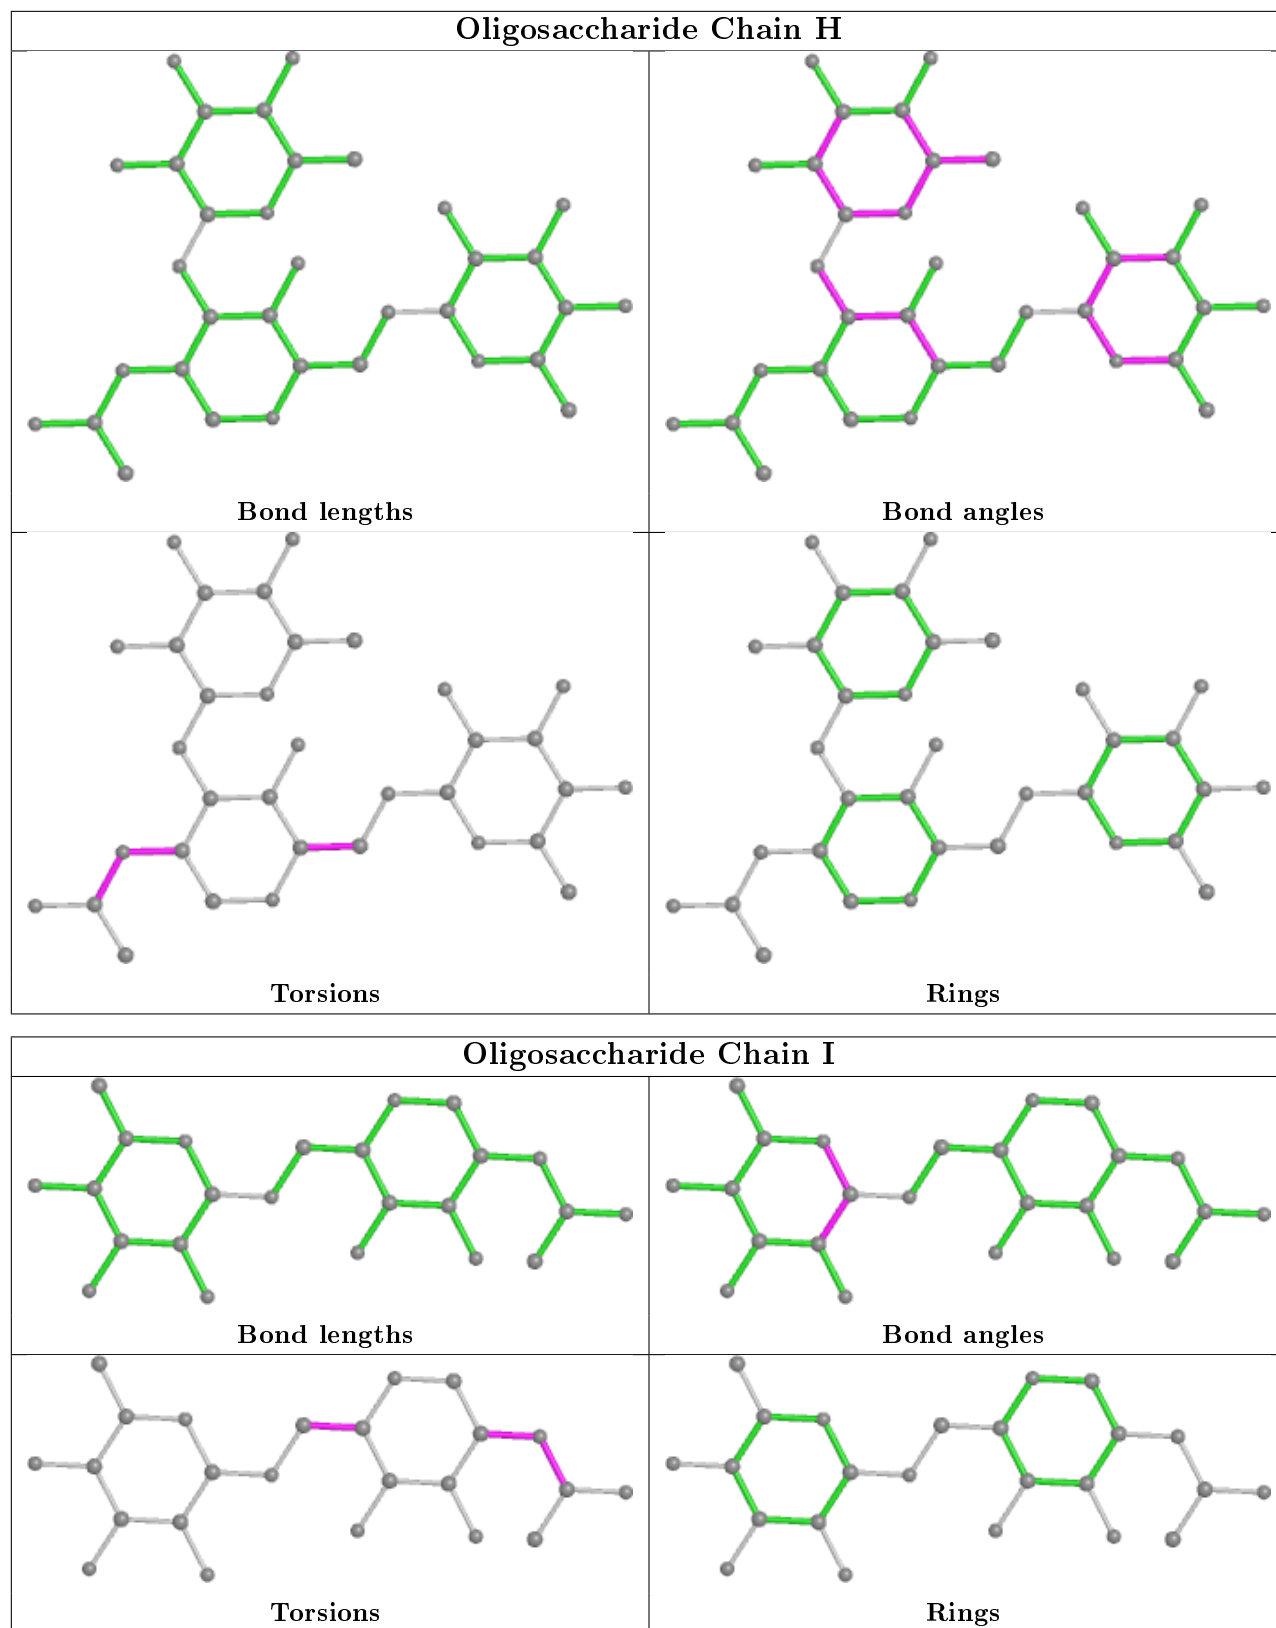 Oligosaccharide Chain H
Bond lengths
Bond angles
Torsions
Rings
Oligosaccharide Chain I
Bond lengths
Bond angles
Torsions
Rings